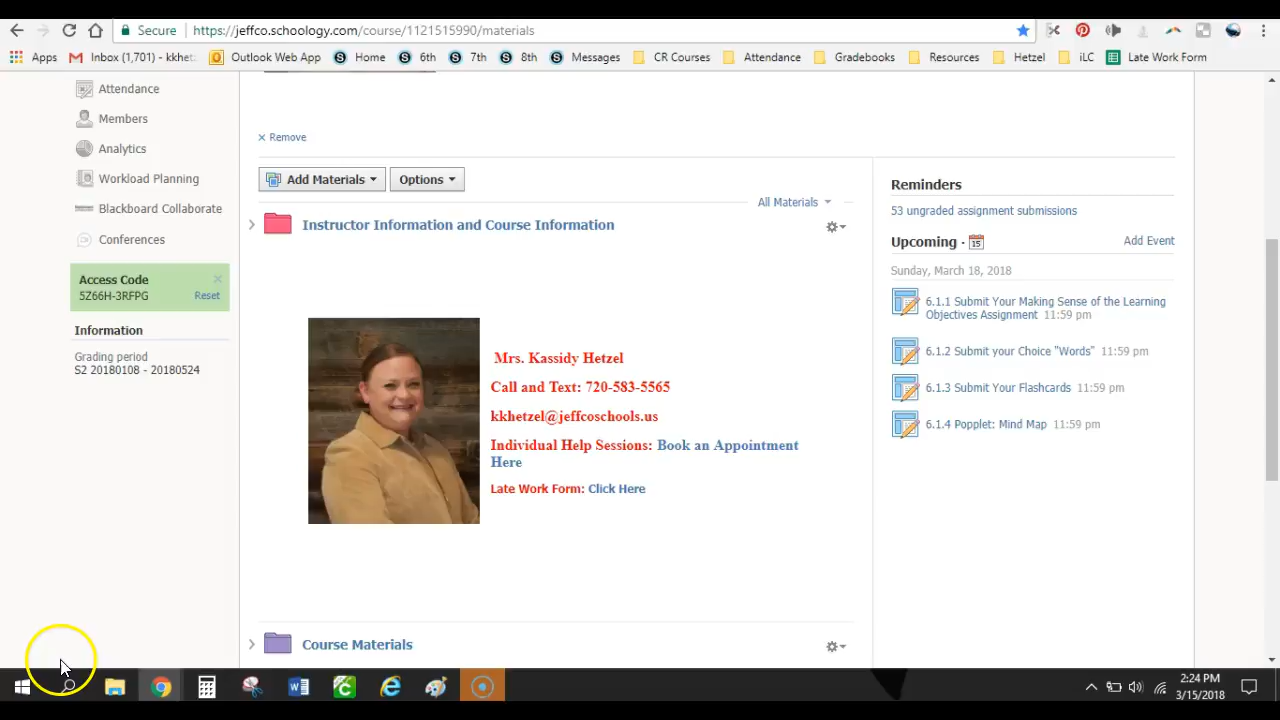 Secure
https://jeffco.schoology.com/course/1121515990/materials
Apps
Inbox (1,701) - kkhet:
Outlook Web App
Home
6th
7th
8th
Messages
CR Courses
Attendance
Gradebooks
Resources
Hetzel
iLC
Late Work Form
Attendance
Members
Analytics
Workload Planning
Blackboard Collaborate
Conferences
Access Code
5Z66H-3RFPG
Reset
Information
Grading period
S2 20180108 - 20180524
Remove
Add Materials
Options
All Materials
Instructor Information and Course Information
Mrs. Kassidy Hetzel
Call and Text: 720-583-5565
kkhetzel@jeffcoschools.us
Individual Help Sessions: Book an Appointment
Here
Late Work Form: Click Here
Course Materials
Reminders
53 ungraded assignment submissions
Upcoming · 15
Add Event
Sunday, March 18, 2018
6.1.1 Submit Your Making Sense of the Learning
Objectives Assignment 11:59 pm
6.1.2 Submit your Choice "Words" 11:59 pm
6.1.3 Submit Your Flashcards 11:59 pm
6.1.4 Popplet: Mind Map 11:59 pm
2:24 PM
3/15/2018